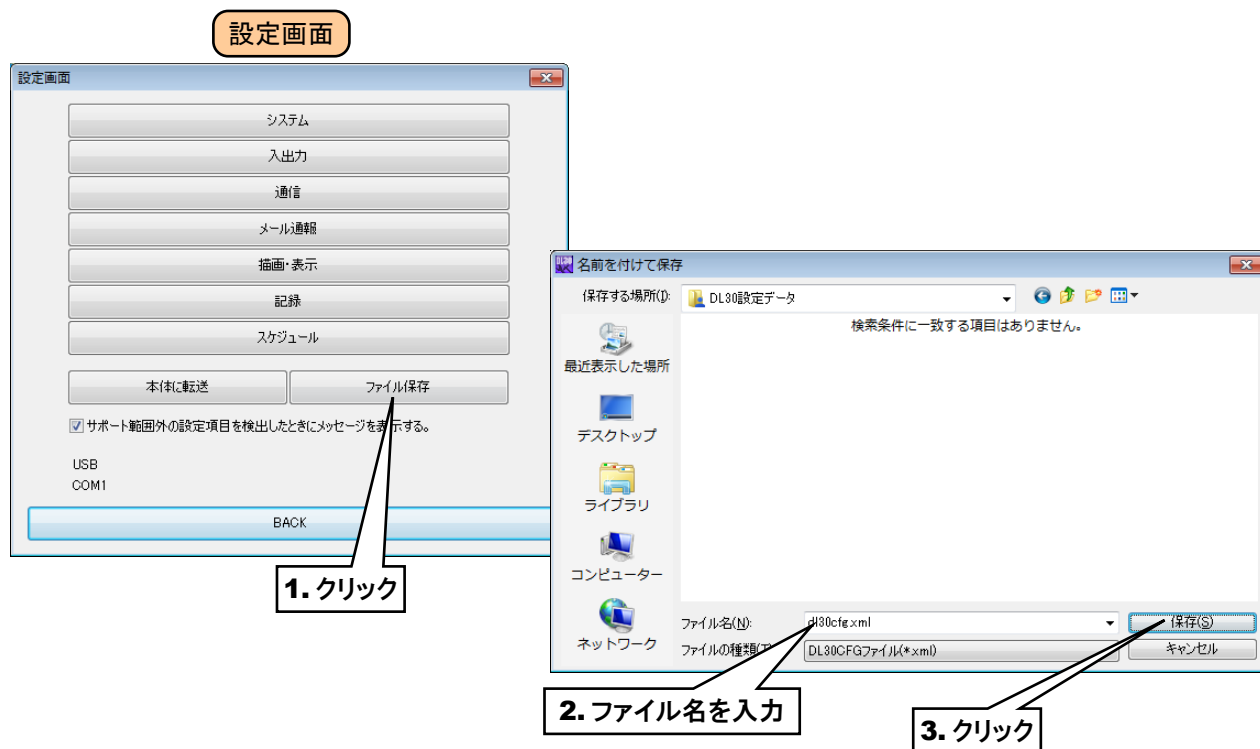 設定画面
設定画面
システム
入出力
通信
メール通報
描画・表示
記録
スケジュール
本体に転送
ファイル保存
サポート範囲外の設定項目を検出したときにメッセージを表示する。
USB
COM1
BACK
1. クリック
名前を付けて保存
保存する場所(I):
DL30設定データ
検索条件に一致する項目はありません。
最近表示した場所
デスクトップ
ライブラリ
コンピューター
ネットワーク
ファイル名(N):
dl30cfg.xml
保存(S)
ファイルの種類(T)
DL30CFGファイル(*.xml)
キャンセル
2. ファイル名を入力
3. クリック